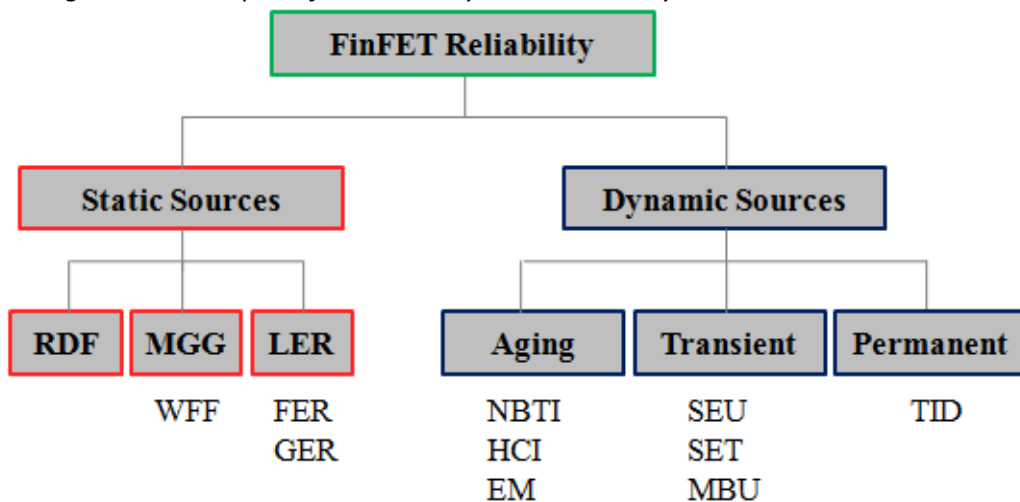 FinFET Reliability
Static Sources
Dynamic Sources
RDF
MGG
LER
Aging
Transient
Permanent
WFF
FER
GER
NBTI
HCI
EM
SEU
SET
MBU
TID